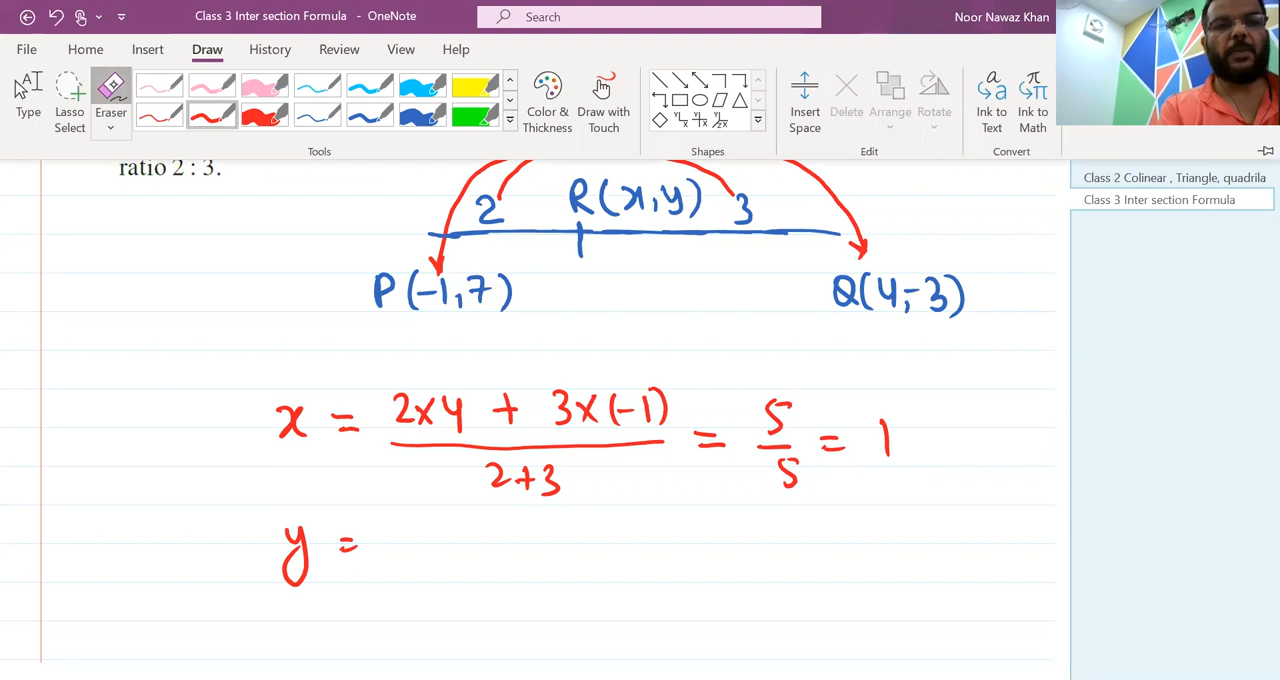 Class 3 Inter section Formula - OneNote
Search
Noor Nawaz Khan
File Home Insert Draw History Review View Help
Type
Lasso Select
Eraser
Color & Thickness
Draw with Touch
Insert Space
Delete
Arrange
Rotate
Ink to Text
Ink to Math
Tools
Shapes
Edit
Convert
Class 2 Colinear , Triangle, quadrila
Class 3 Inter section Formula
ratio 2 : 3.
2 R(x,y) 3
P(-1,7) Q(4,-3)
x = (2×4 + 3×(-1))/(2+3) = 5/5 = 1
y =